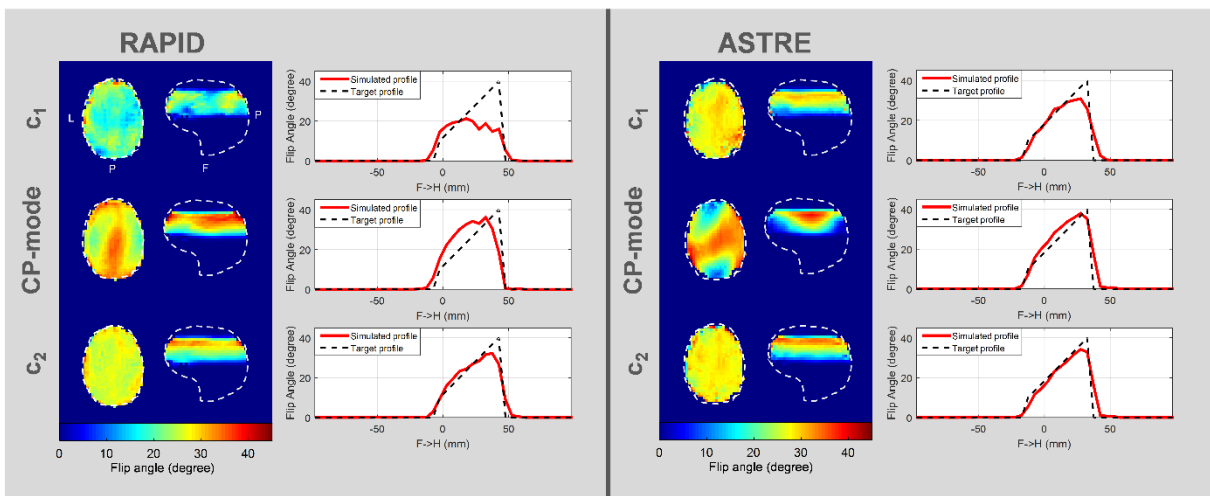 RAPID
C1
L
P
P
F
Simulated profile
Target profile
Flip Angle (degree)
40
20
0
-50
0
50
F->H (mm)
CP-mode
Simulated profile
Target profile
Flip Angle (degree)
40
20
0
-50
0
50
F->H (mm)
C2
Simulated profile
Target profile
Flip Angle (degree)
40
20
0
-50
0
50
F->H (mm)
0
10
20
30
40
Flip angle (degree)
ASTRE
C1
Simulated profile
Target profile
Flip Angle (degree)
40
20
0
-50
0
50
F->H (mm)
CP-mode
Simulated profile
Target profile
Flip Angle (degree)
40
20
0
-50
0
50
F->H (mm)
C2
Simulated profile
Target profile
Flip Angle (degree)
40
20
0
-50
0
50
F->H (mm)
0
10
20
30
40
Flip angle (degree)